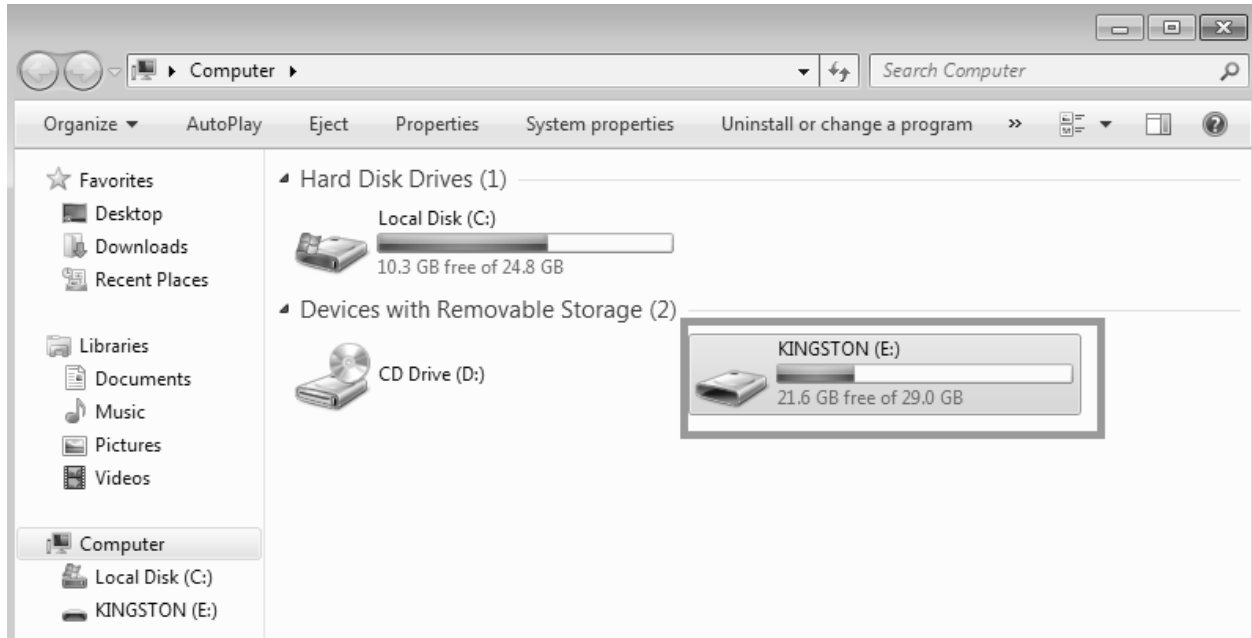 Computer
Search Computer
Organize AutoPlay Eject Properties System properties Uninstall or change a program »
Favorites
Desktop
Downloads
Recent Places
Libraries
Documents
Music
Pictures
Videos
Computer
Local Disk (C:)
KINGSTON (E:)
Hard Disk Drives (1)
Local Disk (C:)
10.3 GB free of 24.8 GB
Devices with Removable Storage (2)
CD Drive (D:)
KINGSTON (E:)
21.6 GB free of 29.0 GB